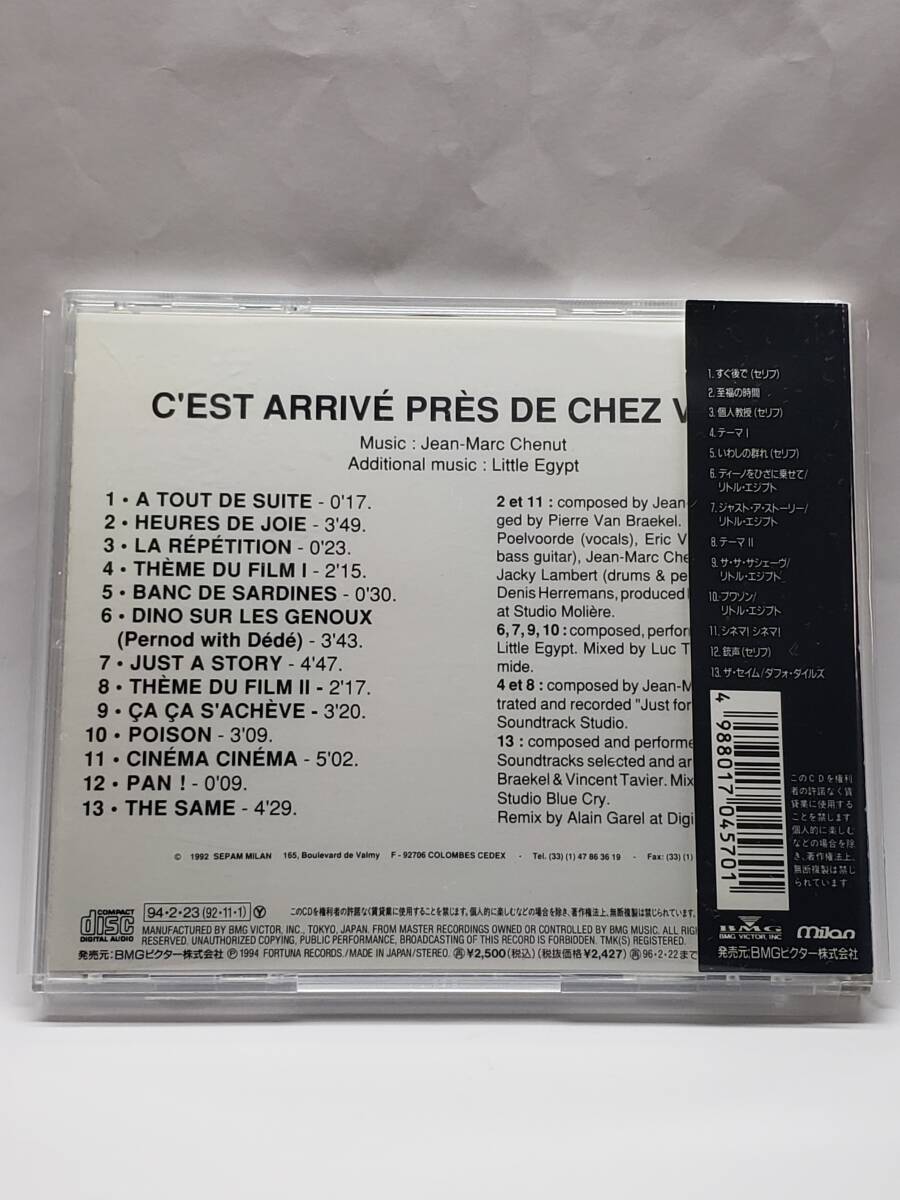 C'EST ARRIVÉ PRÈS DE CHEZ V
Music : Jean-Marc Chenut
Additional music : Little Egypt
1 • A TOUT DE SUITE - 0'17.
2 • HEURES DE JOIE - 3'49.
3 • LA RÉPÉTITION - 0'23.
4 • THÈME DU FILM I - 2'15.
5 • BANC DE SARDINES - 0'30.
6 • DINO SUR LES GENOUX
(Pernod with Dédé) - 3'43.
7 • JUST A STORY - 4'47.
8 • THÈME DU FILM II - 2'17.
9 • ÇA ÇA S'ACHÈVE - 3'20.
10 • POISON - 3'09.
11 • CINÉMA CINÉMA - 5'02.
12 • PAN ! - 0'09.
13 • THE SAME - 4'29.
2 et 11 : composed by Jean-
ged by Pierre Van Braekel.
Poelvoorde (vocals), Eric V
bass guitar), Jean-Marc Che
Jacky Lambert (drums & pe
Denis Herremans, produced
at Studio Molière.
6, 7, 9, 10 : composed, perform
Little Egypt. Mixed by Luc T
mide.
4 et 8 : composed by Jean-M
trated and recorded "Just for
Soundtrack Studio.
13 : composed and performe
Soundtracks selected and ar
Braekel & Vincent Tavier. Mix
Studio Blue Cry.
Remix by Alain Garel at Digi
© 1992 SEPAM MILAN 165, Boulevard de Valmy F - 92706 COLOMBES CEDEX - Tel. (33) (1) 47 86 36 19 - Fax: (33) (1)
COMPACT
disc
DIGITAL AUDIO
94・2・23 (92・11・1) Ⓨ このCDを権利者の許諾なく賃貸業に使用することを禁じます。個人的に楽しむなどの場合を除き、著作権法上、無断複製は禁じられています。
MANUFACTURED BY BMG VICTOR, INC., TOKYO, JAPAN. FROM MASTER RECORDINGS OWNED OR CONTROLLED BY BMG MUSIC. ALL RIG
RESERVED. UNAUTHORIZED COPYING, PUBLIC PERFORMANCE, BROADCASTING OF THIS RECORD IS FORBIDDEN. TMK(S) REGISTERED.
発売元:BMGビクター株式会社 Ⓟ1994 FORTUNA RECORDS./MADE IN JAPAN/STEREO. ㊢¥2,500(税込)(税抜価格¥2,427) ㊢96・2・22まで
1. すぐ後で(セリフ)
2. 至福の時間
3. 個人教授(セリフ)
4. テーマ I
5. いわしの群れ(セリフ)
6. ディーノをひざに乗せて/
リトル・エジプト
7. ジャスト・ア・ストーリー/
リトル・エジプト
8. テーマ II
9. サ・サ・サシェーヴ/
リトル・エジプト
10. プワゾン/
リトル・エジプト
11. シネマ! シネマ!
12. 銃声(セリフ)
13. ザ・セイム/ダフォ・ダイルズ
4 988017 045701
このCDを権利
者の許諾なく賃
貸業に使用する
ことを禁じます
個人的に楽しむ
などの場合を除
き、著作権法上、
無断複製は禁じ
られています
BMG
BMG VICTOR, INC
milan
発売元:BMGビクター株式会社